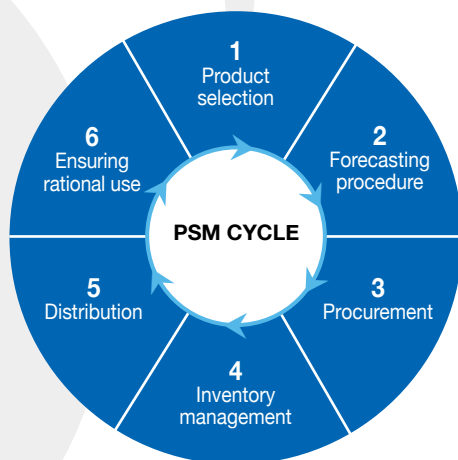 1
Product
selection
2
Forecasting
procedure
3
Procurement
4
Inventory
management
5
Distribution
6
Ensuring
rational use
PSM CYCLE